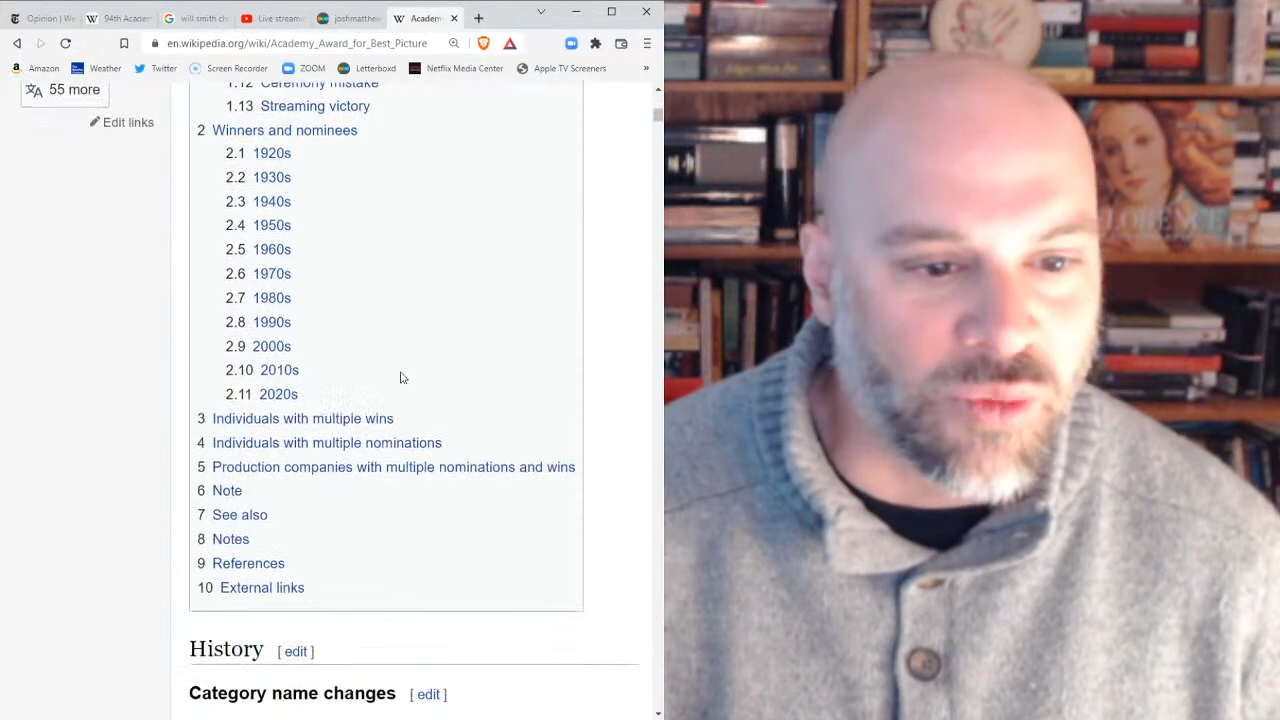 Opinion | W
94th Academ
will smith ch
Live streami
joshmatthew
Academ
en.wikipedia.org/wiki/Academy_Award_for_Best_Picture
Amazon
Weather
Twitter
Screen Recorder
ZOOM
Letterboxd
Netflix Media Center
Apple TV Screeners
»
55 more
Edit links
1.12 Ceremony mistake
1.13 Streaming victory
2 Winners and nominees
2.1 1920s
2.2 1930s
2.3 1940s
2.4 1950s
2.5 1960s
2.6 1970s
2.7 1980s
2.8 1990s
2.9 2000s
2.10 2010s
2.11 2020s
3 Individuals with multiple wins
4 Individuals with multiple nominations
5 Production companies with multiple nominations and wins
6 Note
7 See also
8 Notes
9 References
10 External links
History [ edit ]
Category name changes [ edit ]
Edgar Allan Poe
FLORENCE